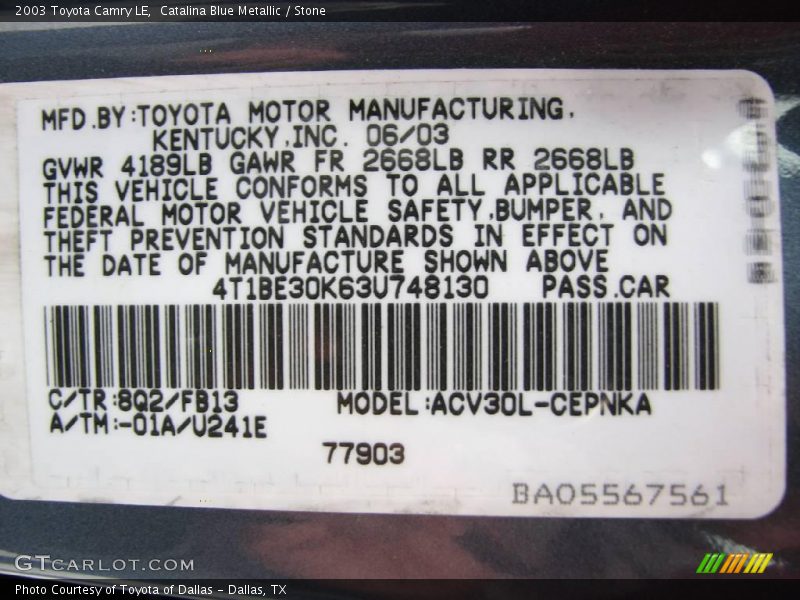 2003 Toyota Camry LE,  Catalina Blue Metallic / Stone
MFD.BY:TOYOTA MOTOR MANUFACTURING,
KENTUCKY,INC. 06/03
GVWR 4189LB GAWR FR 2668LB RR 2668LB
THIS VEHICLE CONFORMS TO ALL APPLICABLE
FEDERAL MOTOR VEHICLE SAFETY,BUMPER, AND
THEFT PREVENTION STANDARDS IN EFFECT ON
THE DATE OF MANUFACTURE SHOWN ABOVE
4T1BE30K63U748130 PASS.CAR
C/TR:8Q2/FB13 MODEL:ACV30L-CEPNKA
A/TM:-01A/U241E
77903
BAO5567561
GTCARLOT.COM
Photo Courtesy of Toyota of Dallas - Dallas, TX